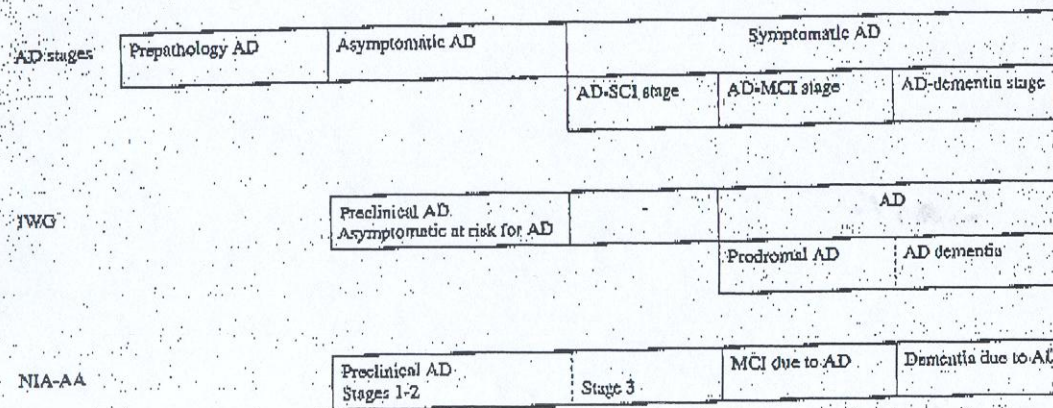 AD stages
Prepathology AD
Asymptomatic AD
Symptomatic AD
AD-SCI stage
AD-MCI stage
AD-dementia stage
IWG
Preclinical AD.
Asymptomatic at risk for AD
-
AD
Prodromal AD
AD dementia
NIA-AA
Preclinical AD
Stages 1-2
Stage 3
MCI due to AD
Dementia due to AD